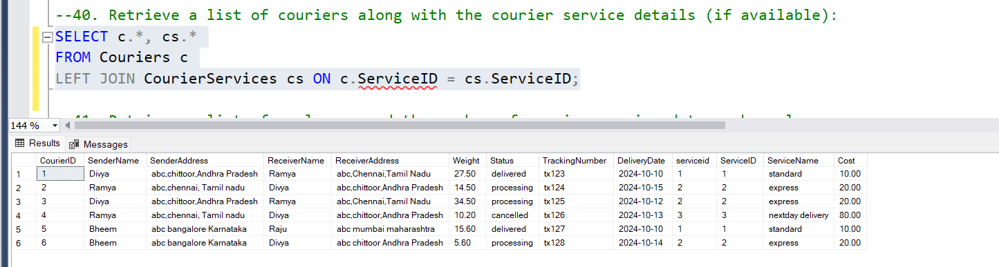 --40. Retrieve a list of couriers along with the courier service details (if available):
SELECT c.*, cs.*
FROM Couriers c
LEFT JOIN CourierServices cs ON c.ServiceID = cs.ServiceID;
144 %
Results Messages
CourierID SenderName SenderAddress ReceiverName ReceiverAddress Weight Status TrackingNumber DeliveryDate serviceid ServiceID ServiceName Cost
1 1 Divya abc,chittoor,Andhra Pradesh Ramya abc,Chennai,Tamil Nadu 27.50 delivered tx123 2024-10-10 1 1 standard 10.00
2 2 Ramya abc,chennai, Tamil nadu Divya abc,chittoor,Andhra Pradesh 14.50 processing tx124 2024-10-15 2 2 express 20.00
3 3 Divya abc,chittoor,Andhra Pradesh Ramya abc,Chennai,Tamil Nadu 34.50 processing tx125 2024-10-12 2 2 express 20.00
4 4 Ramya abc,chennai, Tamil nadu Divya abc,chittoor,Andhra Pradesh 10.20 cancelled tx126 2024-10-13 3 3 nextday delivery 80.00
5 5 Bheem abc bangalore Karnataka Raju abc mumbai maharashtra 15.60 delivered tx127 2024-10-10 1 1 standard 10.00
6 6 Bheem abc bangalore Karnataka Divya abc chittoor Andhra Pradesh 5.60 processing tx128 2024-10-14 2 2 express 20.00